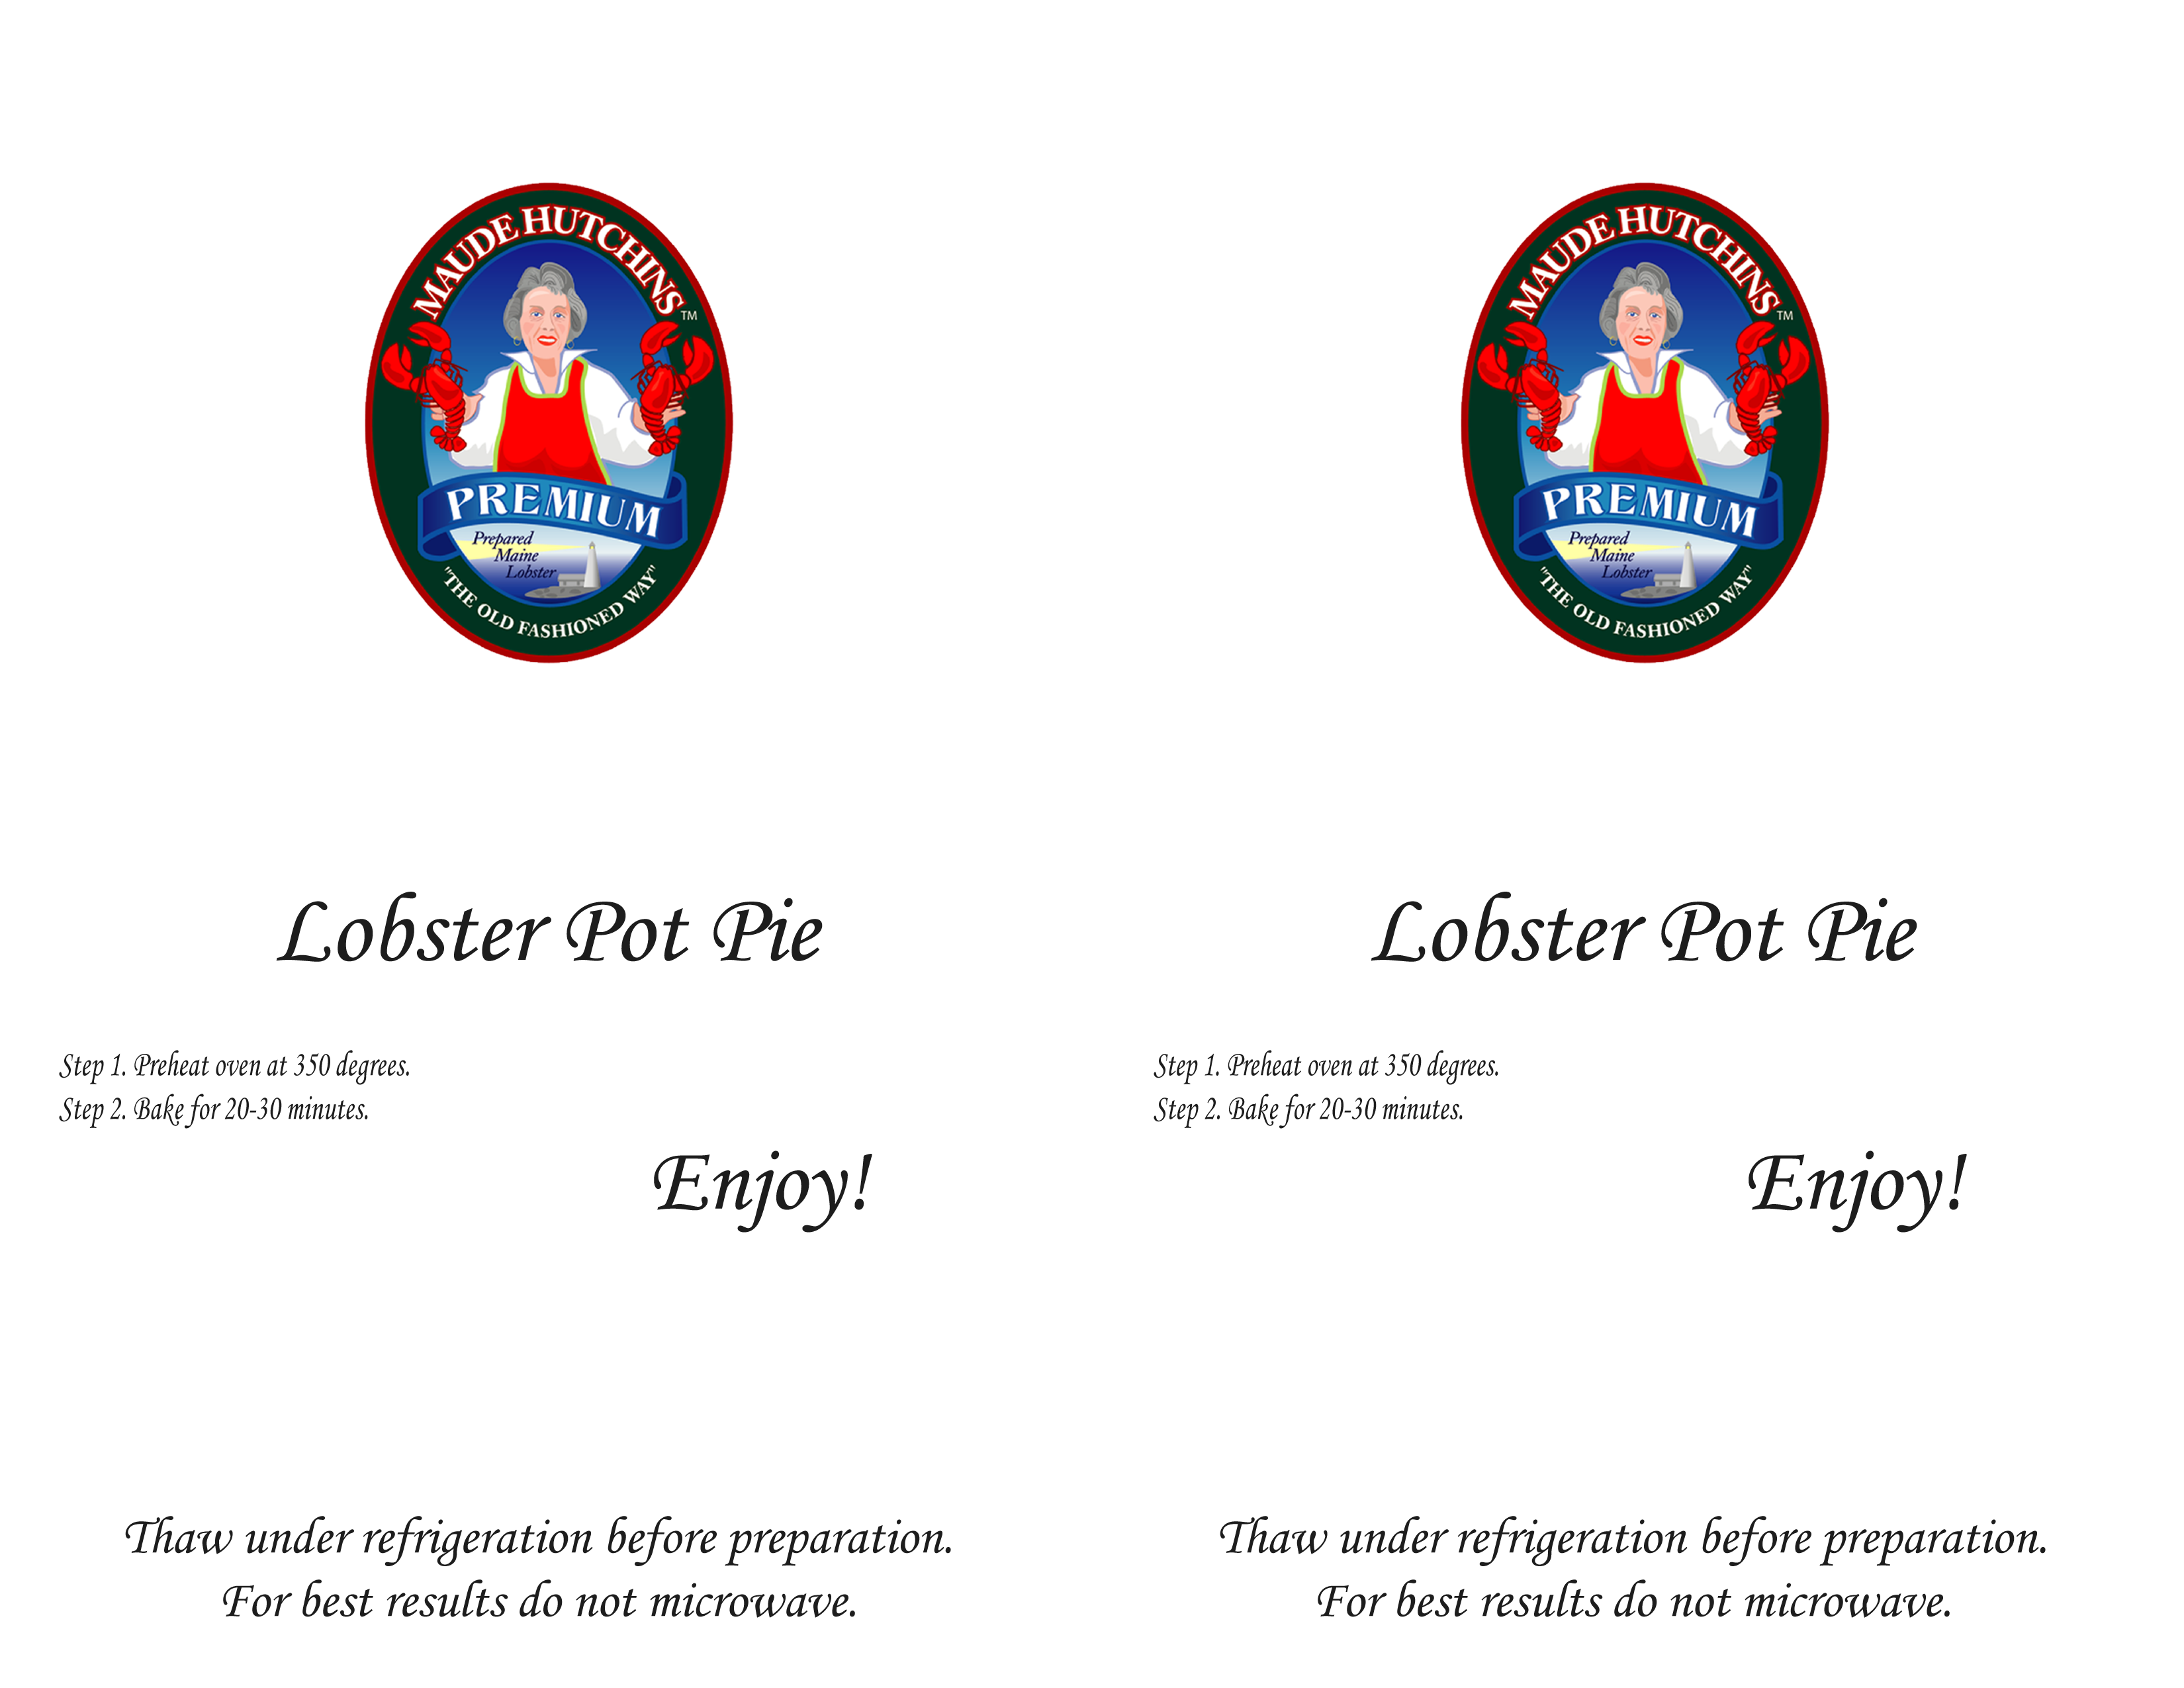 MAUDE HUTCHINS
TM
PREMIUM
Prepared
Maine
Lobster
"THE OLD FASHIONED WAY"
Lobster Pot Pie
Step 1. Preheat oven at 350 degrees.
Step 2. Bake for 20-30 minutes.
Enjoy!
Thaw under refrigeration before preparation.
For best results do not microwave.
MAUDE HUTCHINS
TM
PREMIUM
Prepared
Maine
Lobster
"THE OLD FASHIONED WAY"
Lobster Pot Pie
Step 1. Preheat oven at 350 degrees.
Step 2. Bake for 20-30 minutes.
Enjoy!
Thaw under refrigeration before preparation.
For best results do not microwave.